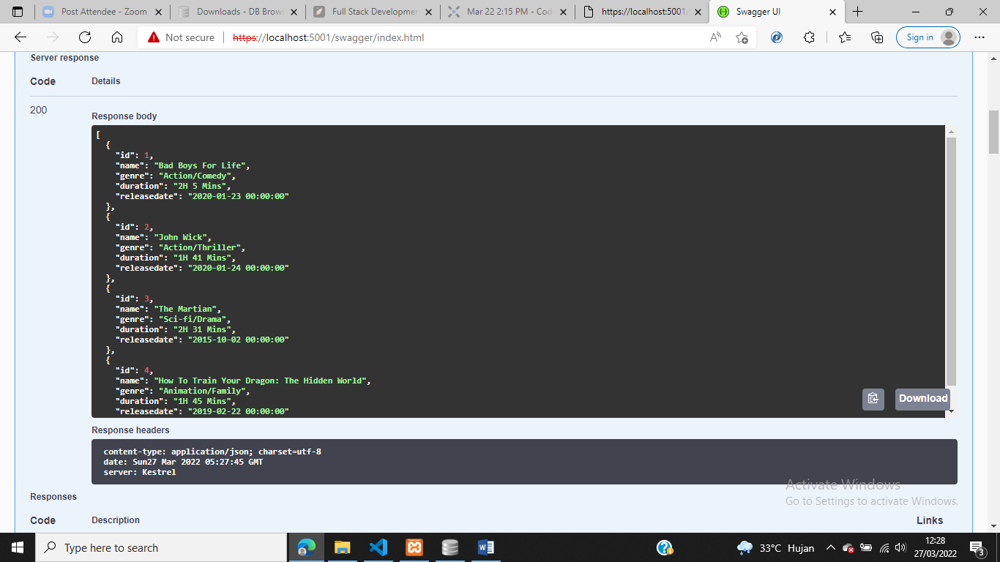 Post Attendee - Zoom
Downloads - DB Brow
Full Stack Developmen
Mar 22 2:15 PM - Cod
https://localhost:5001/
Swagger UI
Not secure
https://localhost:5001/swagger/index.html
Sign in
Server response
Code
Details
200
Response body
[
{
"id": 1,
"name": "Bad Boys For Life",
"genre": "Action/Comedy",
"duration": "2H 5 Mins",
"releasedate": "2020-01-23 00:00:00"
},
{
"id": 2,
"name": "John Wick",
"genre": "Action/Thriller",
"duration": "1H 41 Mins",
"releasedate": "2020-01-24 00:00:00"
},
{
"id": 3,
"name": "The Martian",
"genre": "Sci-fi/Drama",
"duration": "2H 31 Mins",
"releasedate": "2015-10-02 00:00:00"
},
{
"id": 4,
"name": "How To Train Your Dragon: The Hidden World",
"genre": "Animation/Family",
"duration": "1H 45 Mins",
"releasedate": "2019-02-22 00:00:00"
Download
Response headers
content-type: application/json; charset=utf-8
date: Sun27 Mar 2022 05:27:45 GMT
server: Kestrel
Activate Windows
Go to Settings to activate Windows.
Responses
Code
Description
Links
Type here to search
33°C Hujan
12:28
27/03/2022
3